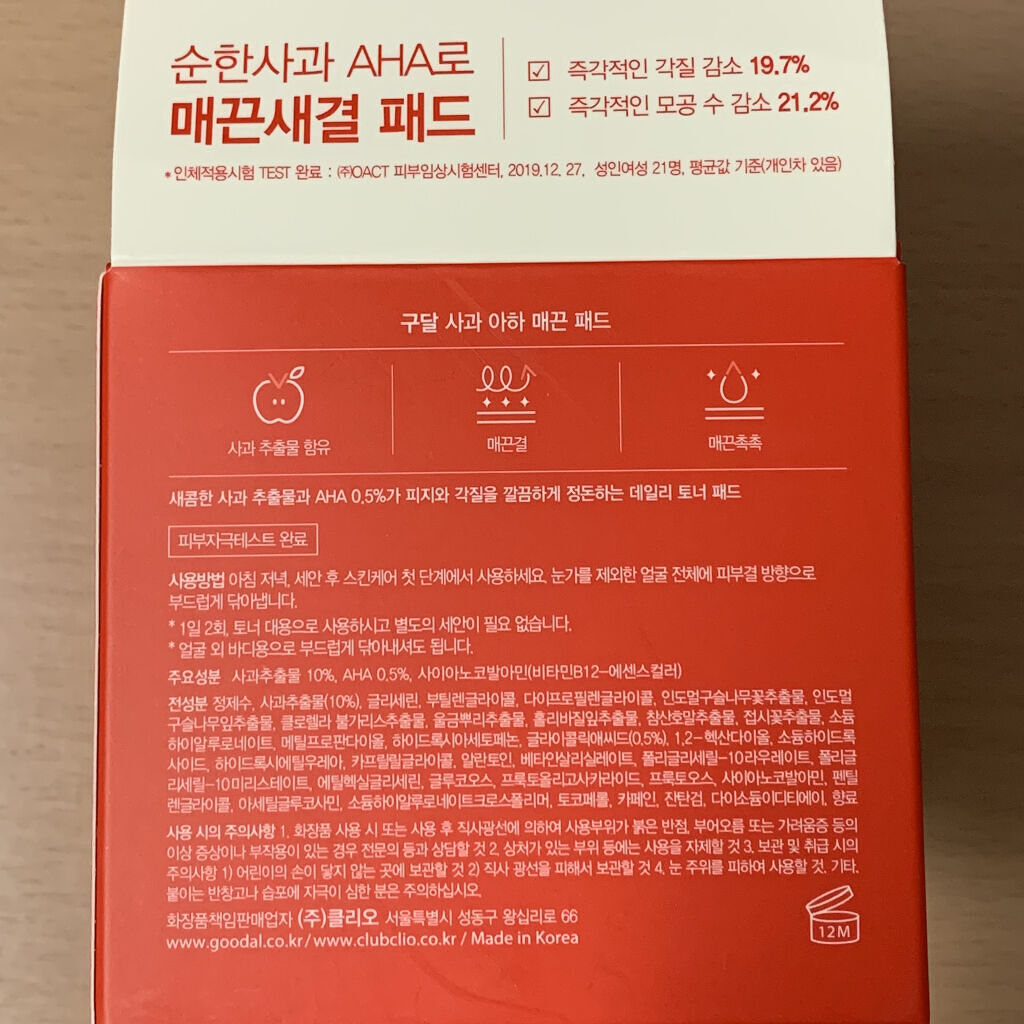 순한사과 AHA로
매끈새결 패드
☑ 즉각적인 각질 감소 19.7%
☑ 즉각적인 모공 수 감소 21.2%
*인체적용시험 TEST 완료 : ㈜OACT 피부임상시험센터, 2019.12. 27, 성인여성 21명, 평균값 기준(개인차 있음)
구달 사과 아하 매끈 패드
사과 추출물 함유
매끈결
매끈촉촉
새콤한 사과 추출물과 AHA 0.5%가 피지와 각질을 깔끔하게 정돈하는 데일리 토너 패드
피부자극테스트 완료
사용방법 아침 저녁, 세안 후 스킨케어 첫 단계에서 사용하세요. 눈가를 제외한 얼굴 전체에 피부결 방향으로
부드럽게 닦아냅니다.
* 1일 2회, 토너 대용으로 사용하시고 별도의 세안이 필요 없습니다.
* 얼굴 외 바디용으로 부드럽게 닦아내셔도 됩니다.
주요성분 사과추출물 10%, AHA 0.5%, 사이아노코발아민(비타민B12-에센스컬러)
전성분 정제수, 사과추출물(10%), 글리세린, 부틸렌글라이콜, 다이프로필렌글라이콜, 인도멀구슬나무꽃추출물, 인도멀
구슬나무잎추출물, 클로렐라 불가리스추출물, 울금뿌리추출물, 홀리바질잎추출물, 참산호말추출물, 접시꽃추출물, 소듐
하이알루로네이트, 메틸프로판다이올, 하이드록시아세토페논, 글라이콜릭애씨드(0.5%), 1,2-헥산다이올, 소듐하이드록
사이드, 하이드록시에틸우레아, 카프릴릴글라이콜, 알란토인, 베타인살리실레이트, 폴리글리세릴-10라우레이트, 폴리글
리세릴-10미리스테이트, 에틸헥실글리세린, 글루코오스, 프룩토올리고사카라이드, 프룩토오스, 사이아노코발아민, 펜틸
렌글라이콜, 아세틸글루코사민, 소듐하이알루로네이트크로스폴리머, 토코페롤, 카페인, 잔탄검, 다이소듐이디티에이, 향료
사용 시의 주의사항 1. 화장품 사용 시 또는 사용 후 직사광선에 의하여 사용부위가 붉은 반점, 부어오름 또는 가려움증 등의
이상 증상이나 부작용이 있는 경우 전문의 등과 상담할 것 2. 상처가 있는 부위 등에는 사용을 자제할 것 3. 보관 및 취급 시의
주의사항 1) 어린이의 손이 닿지 않는 곳에 보관할 것 2) 직사 광선을 피해서 보관할 것 4. 눈 주위를 피하여 사용할 것. 기타.
붙이는 반창고나 습포에 자극이 심한 분은 주의하십시오.
화장품책임판매업자 (주)클리오 서울특별시 성동구 왕십리로 66
www.goodal.co.kr/www.clubclio.co.kr / Made in Korea
12M